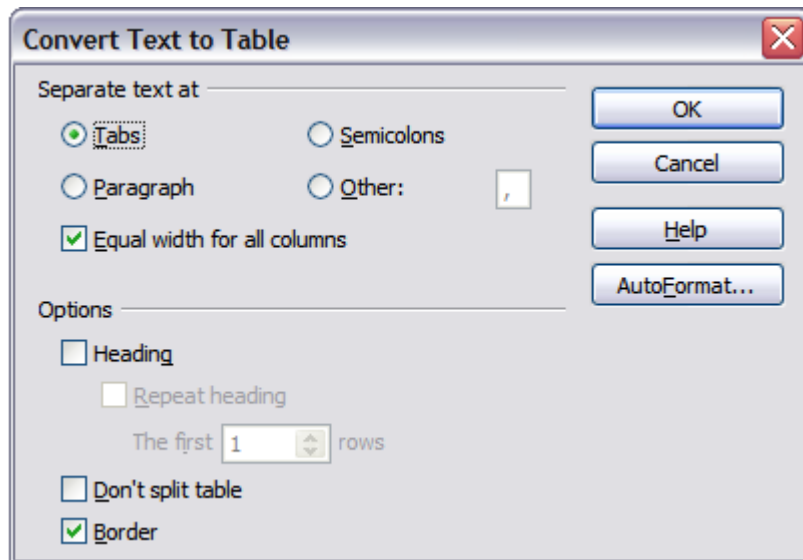 Convert Text to Table
Separate text at
Tabs
Semicolons
Paragraph
Other: ,
Equal width for all columns
Options
Heading
Repeat heading
The first 1 rows
Don't split table
Border
OK
Cancel
Help
AutoFormat...